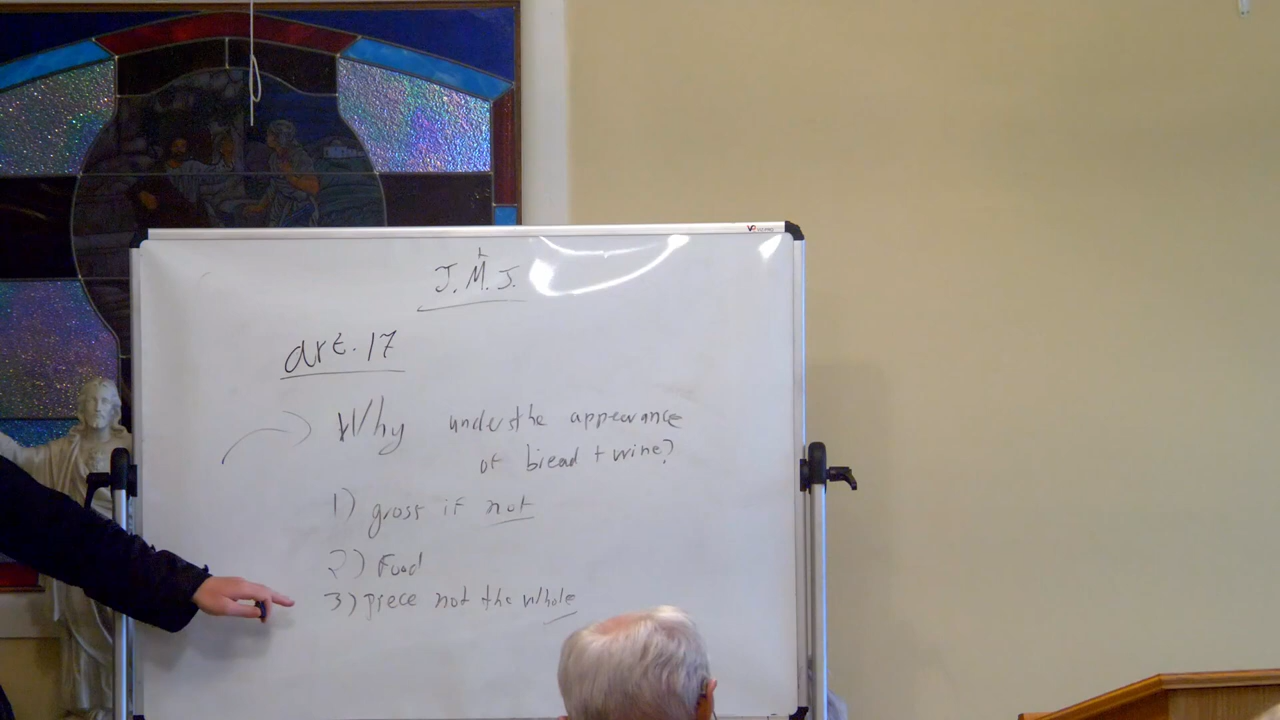 J.M.J.
art. 17
Why under the appearance
of bread + wine?
1) gross if not
2) Food
3) piece not the whole